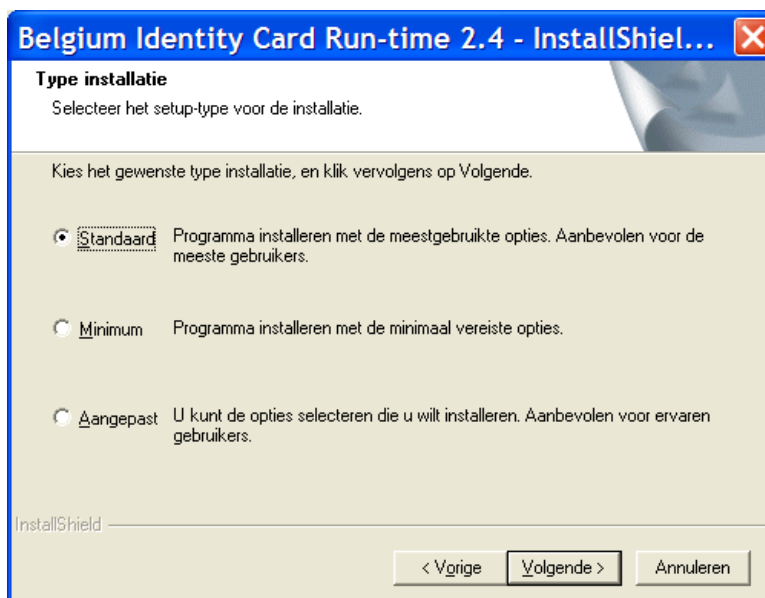 Belgium Identity Card Run-time 2.4 - InstallShiel...
Type installatie
Selecteer het setup-type voor de installatie.
Kies het gewenste type installatie, en klik vervolgens op Volgende.
Standaard Programma installeren met de meestgebruikte opties. Aanbevolen voor de
meeste gebruikers.
Minimum Programma installeren met de minimaal vereiste opties.
Aangepast U kunt de opties selecteren die u wilt installeren. Aanbevolen voor ervaren
gebruikers.
InstallShield
< Vorige Volgende > Annuleren